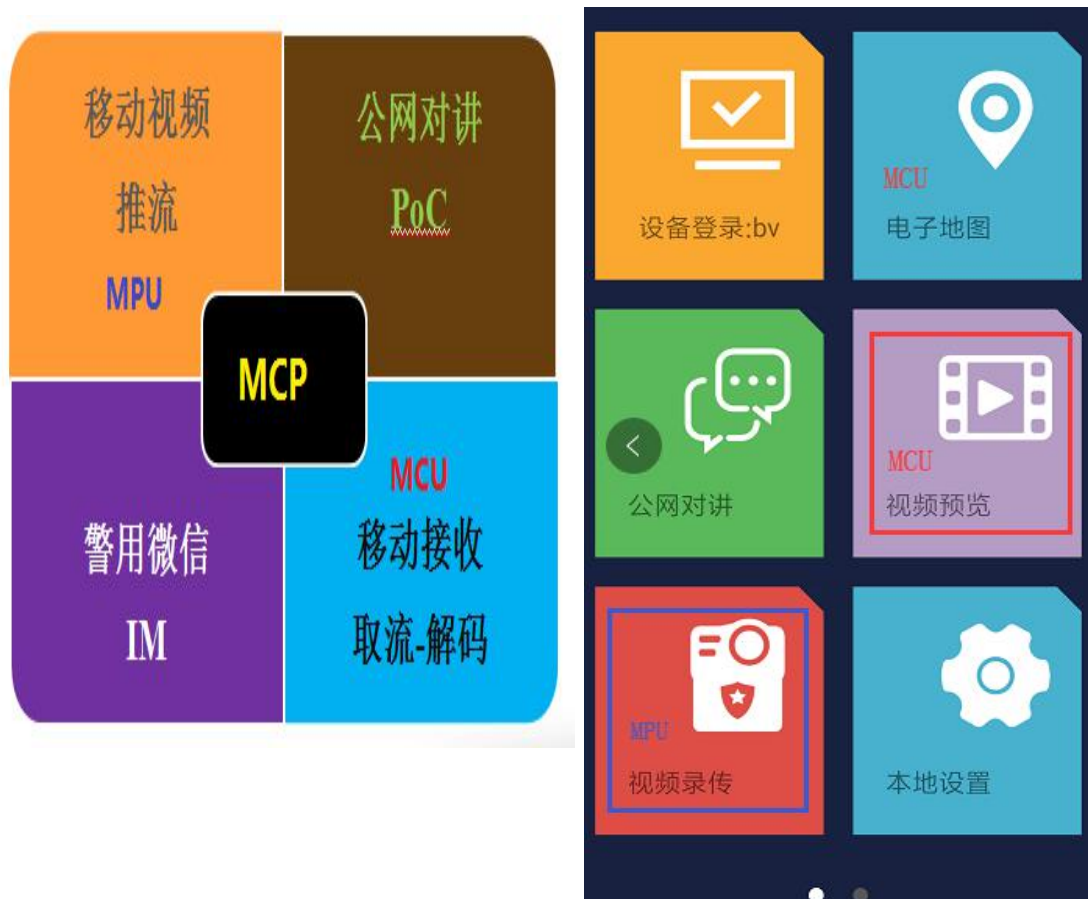 移动视频
推流
MPU
公网对讲
PoC
MCP
警用微信
IM
MCU
移动接收
取流-解码
设备登录:bv
MCU
电子地图
公网对讲
MCU
视频预览
MPU
视频录传
本地设置